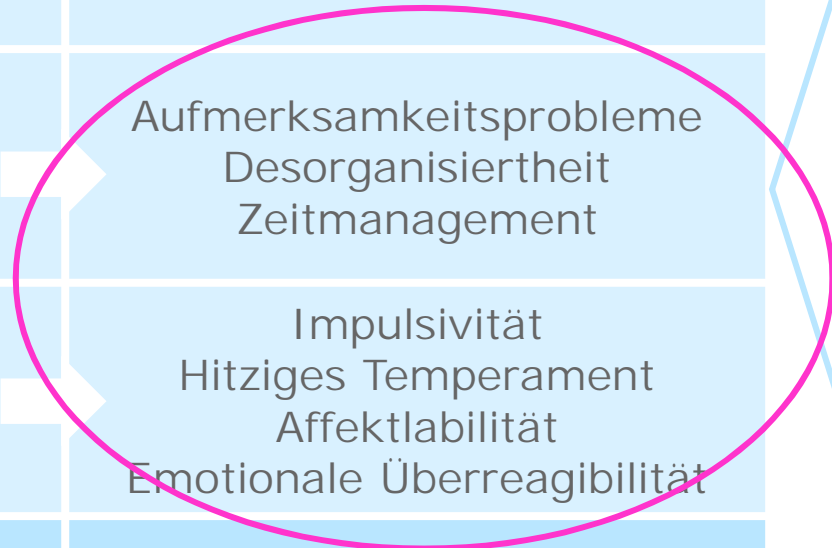 Aufmerksamkeitsprobleme
Desorganisiertheit
Zeitmanagement
Impulsivität
Hitziges Temperament
Affektlabilität
Emotionale Überreagibilität